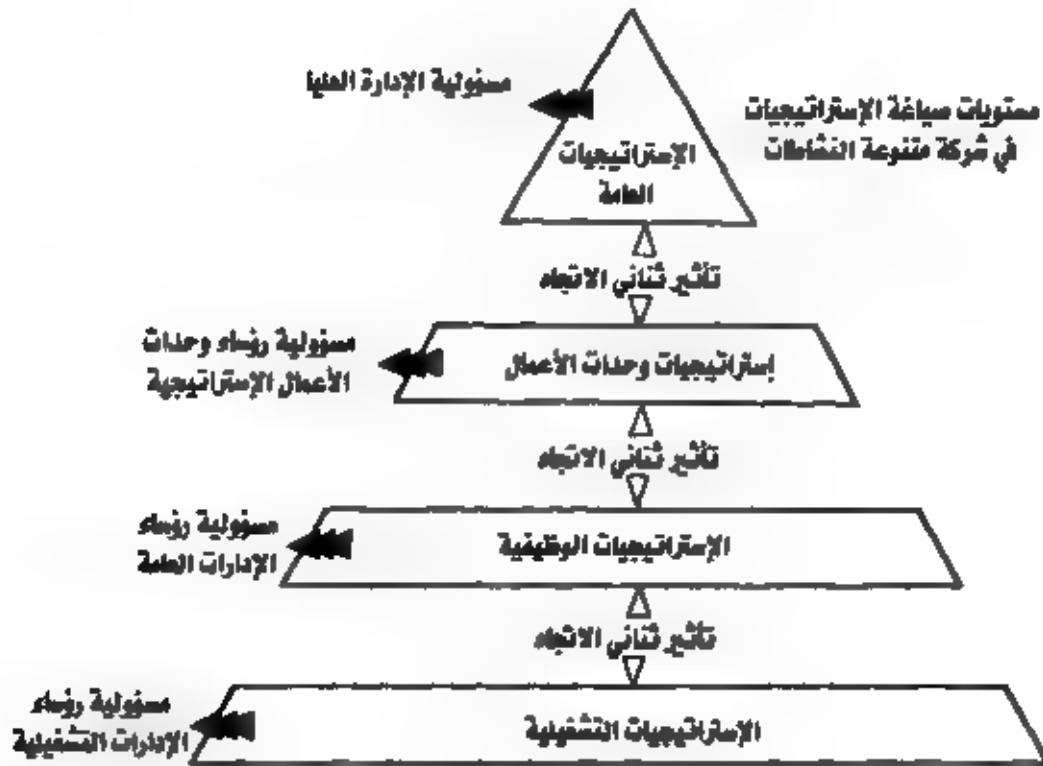 مسؤولية الإدارة العليا
مستويات صياغة الإستراتيجيات
في شركة متنوعة النشاطات
الإستراتيجيات
العامة
تأثير ثنائي الاتجاه
مسؤولية رؤساء وحدات
الأعمال الإستراتيجية
إستراتيجيات وحدات الأعمال
تأثير ثنائي الاتجاه
مسؤولية رؤساء
الإدارات العامة
الإستراتيجيات الوظيفية
تأثير ثنائي الاتجاه
مسؤولية رؤساء
الإدارات التشغيلية
الإستراتيجيات التشغيلية